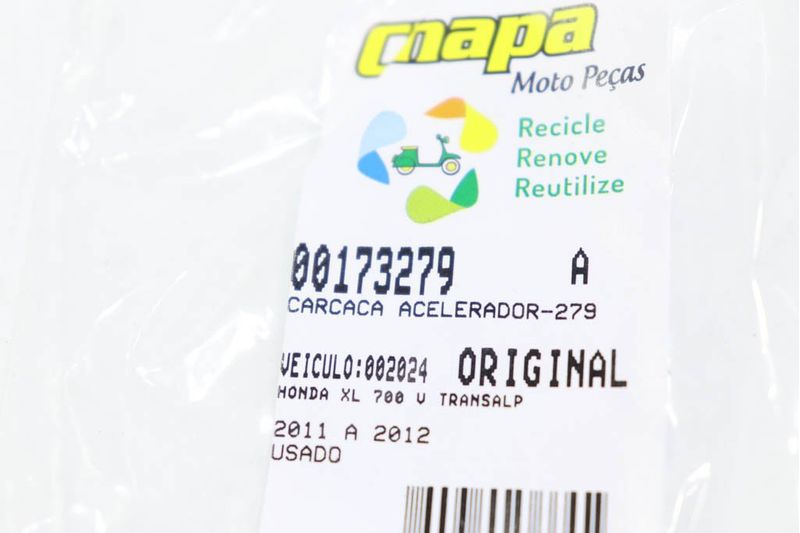 Cnapa
Moto Peças
Recicle
Renove
Reutilize
00173279 A
CARCACA ACELERADOR-279
VEICULO:002024 ORIGINAL
HONDA XL 700 V TRANSALP
2011 A 2012
USADO